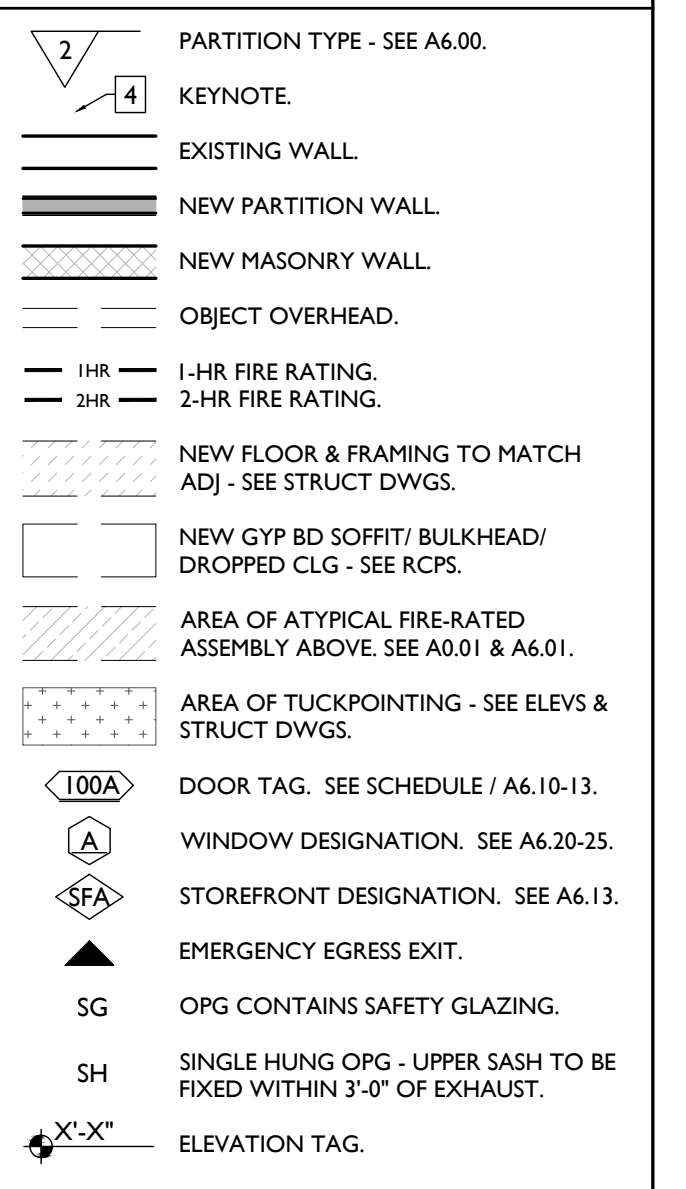 2 PARTITION TYPE - SEE A6.00.
4 KEYNOTE.
EXISTING WALL.
NEW PARTITION WALL.
NEW MASONRY WALL.
OBJECT OVERHEAD.
1HR 1-HR FIRE RATING.
2HR 2-HR FIRE RATING.
NEW FLOOR & FRAMING TO MATCH
ADJ - SEE STRUCT DWGS.
NEW GYP BD SOFFIT/ BULKHEAD/
DROPPED CLG - SEE RCPS.
AREA OF ATYPICAL FIRE-RATED
ASSEMBLY ABOVE. SEE A0.01 & A6.01.
AREA OF TUCKPOINTING - SEE ELEVS &
STRUCT DWGS.
100A DOOR TAG. SEE SCHEDULE / A6.10-13.
A WINDOW DESIGNATION. SEE A6.20-25.
SFA STOREFRONT DESIGNATION. SEE A6.13.
EMERGENCY EGRESS EXIT.
SG OPG CONTAINS SAFETY GLAZING.
SH SINGLE HUNG OPG - UPPER SASH TO BE
FIXED WITHIN 3'-0" OF EXHAUST.
X'-X" ELEVATION TAG.